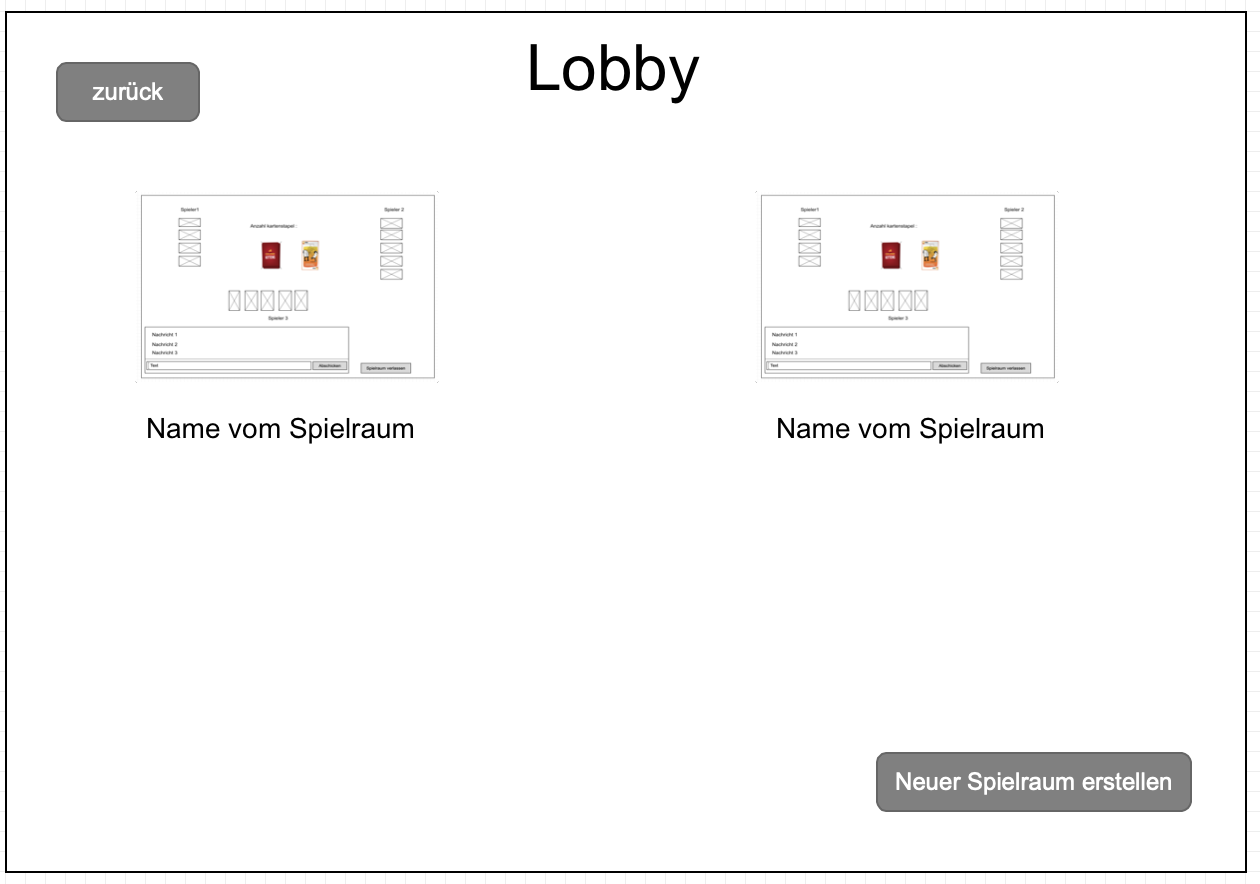 Lobby
zurück
Spieler1
Spieler 2
Anzahl kartenstapel :
Spieler 3
Nachricht 1
Nachricht 2
Nachricht 3
Text
Abschicken
Spielraum verlassen
Name vom Spielraum
Spieler1
Spieler 2
Anzahl kartenstapel :
Spieler 3
Nachricht 1
Nachricht 2
Nachricht 3
Text
Abschicken
Spielraum verlassen
Name vom Spielraum
Neuer Spielraum erstellen